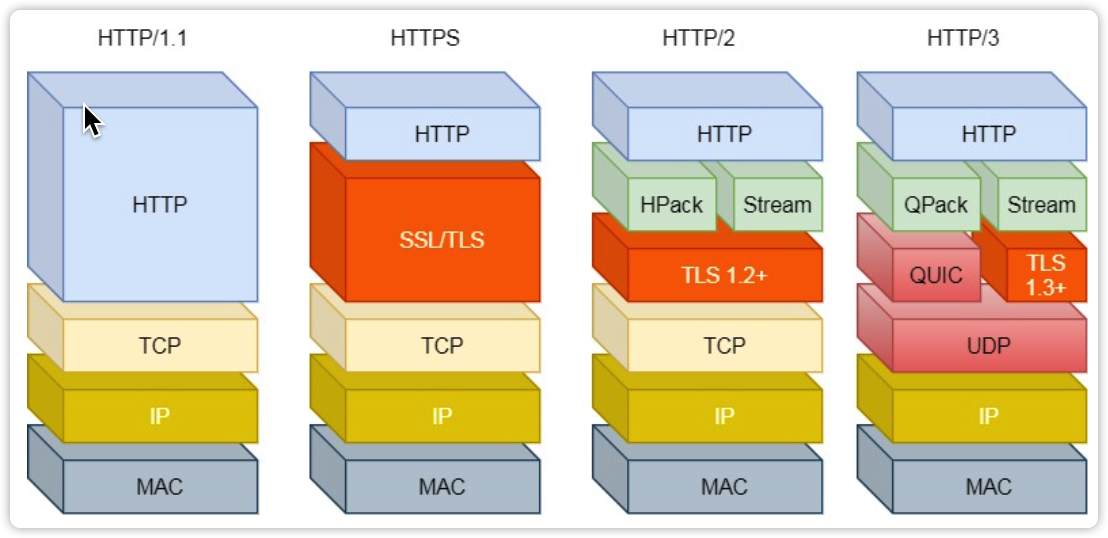 HTTP/1.1
HTTP
TCP
IP
MAC
HTTPS
HTTP
SSL/TLS
TCP
IP
MAC
HTTP/2
HTTP
HPack
Stream
TLS 1.2+
TCP
IP
MAC
HTTP/3
HTTP
QPack
Stream
QUIC
TLS
1.3+
UDP
IP
MAC